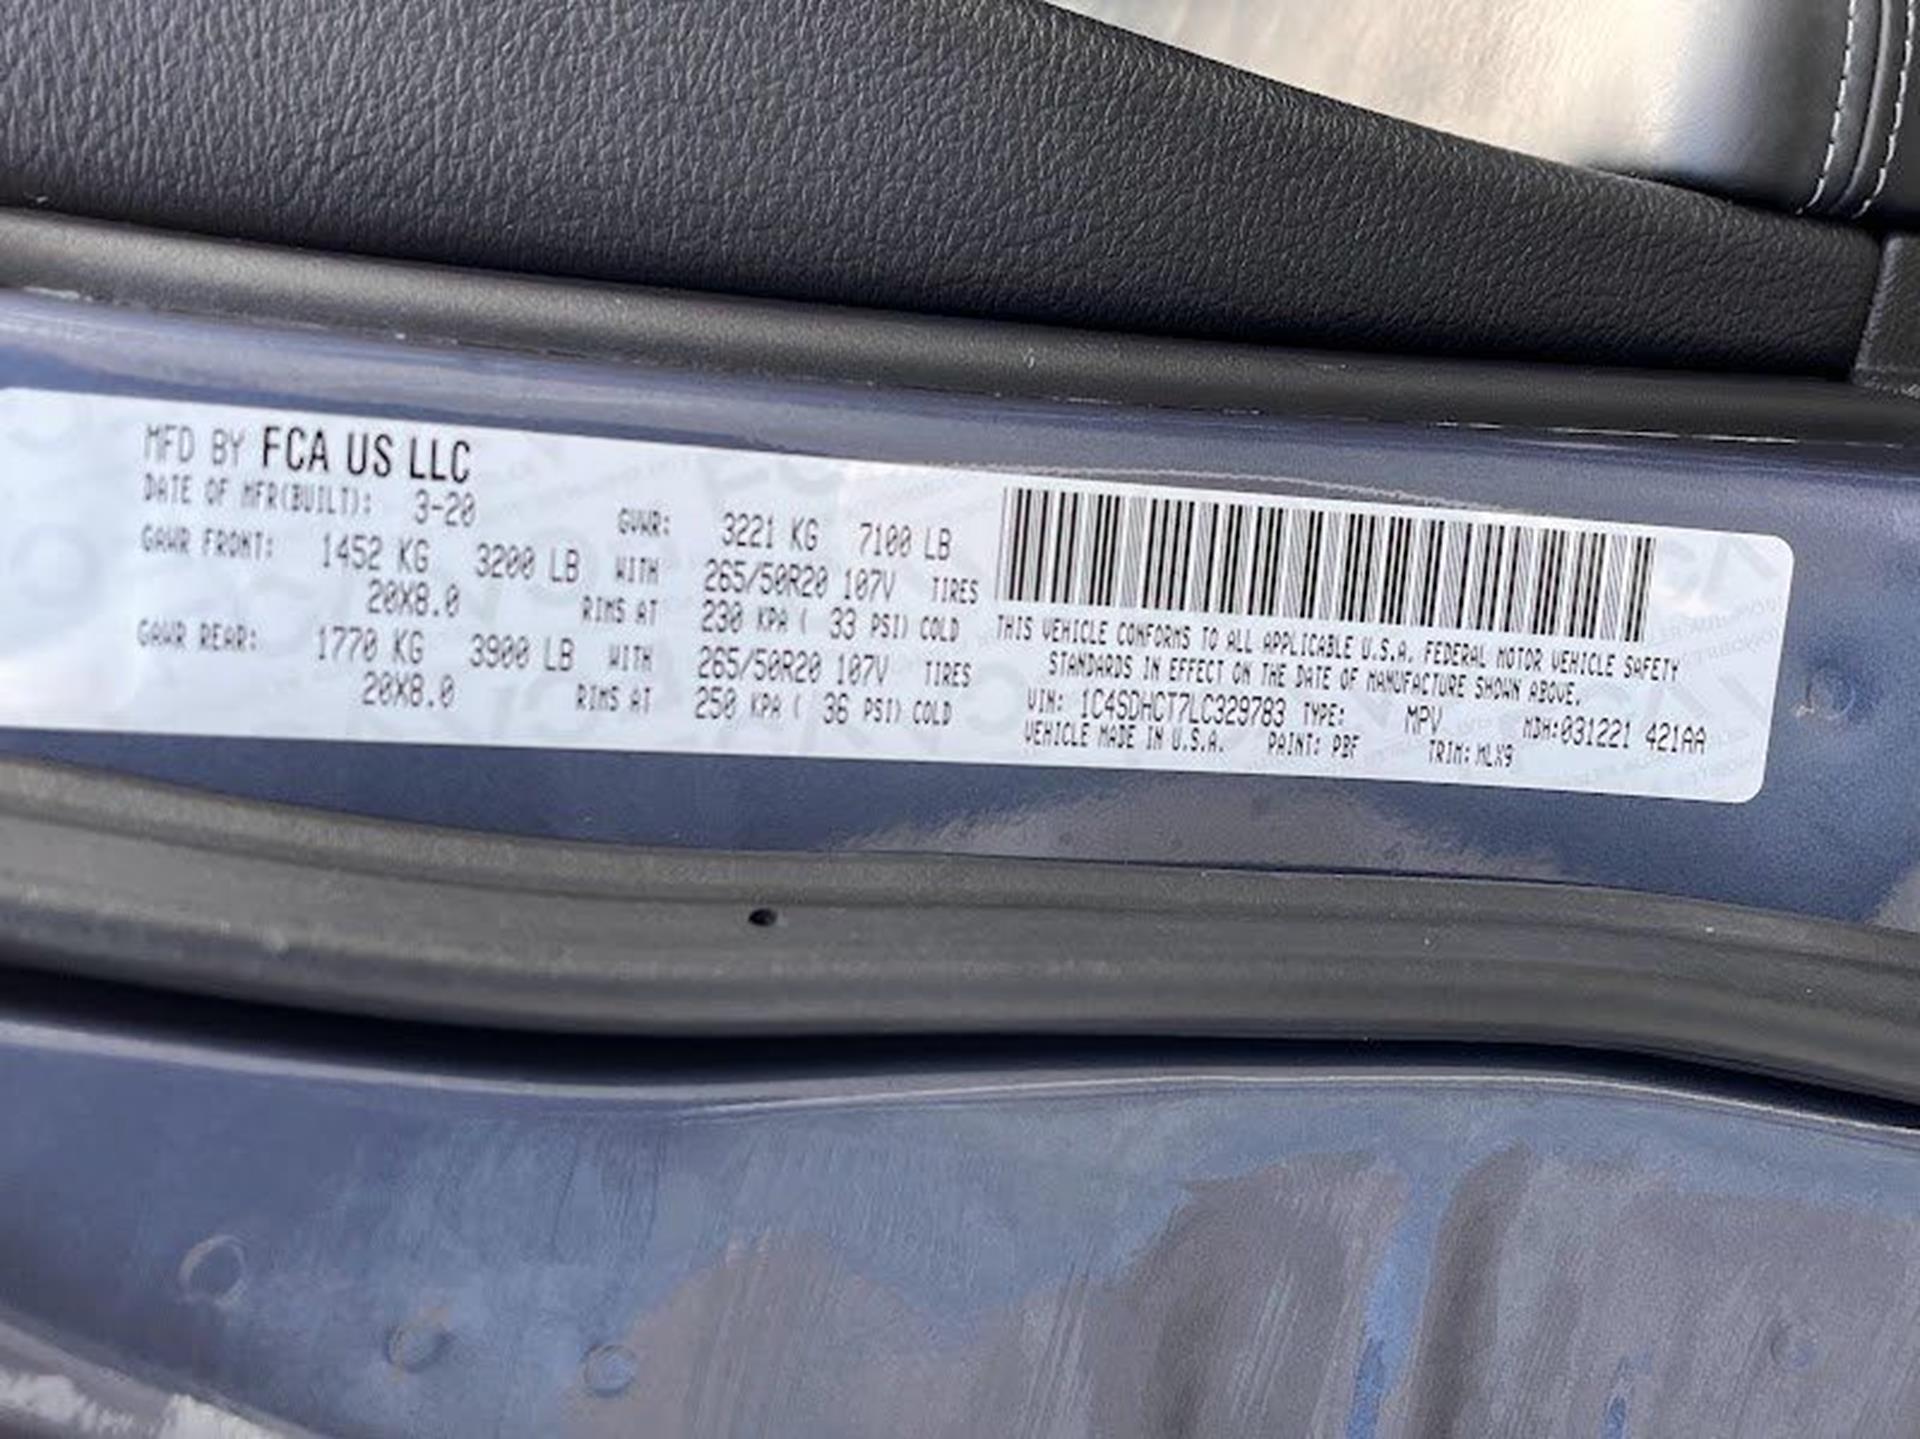 MFD BY FCA US LLC
DATE OF MFR(BUILT): 3-20 GVWR: 3221 KG 7100 LB
GAWR FRONT: 1452 KG 3200 LB WITH 265/50R20 107V TIRES
20X8.0 RIMS AT 230 KPA ( 33 PSI) COLD
GAWR REAR: 1770 KG 3900 LB WITH 265/50R20 107V TIRES
20X8.0 RIMS AT 250 KPA ( 36 PSI) COLD
THIS VEHICLE CONFORMS TO ALL APPLICABLE U.S.A. FEDERAL MOTOR VEHICLE SAFETY
STANDARDS IN EFFECT ON THE DATE OF MANUFACTURE SHOWN ABOVE.
VIN: 1C4SDHCT7LC329783 TYPE: MPV MDH:031221 421AA
VEHICLE MADE IN U.S.A. PAINT: PBF TRIM: